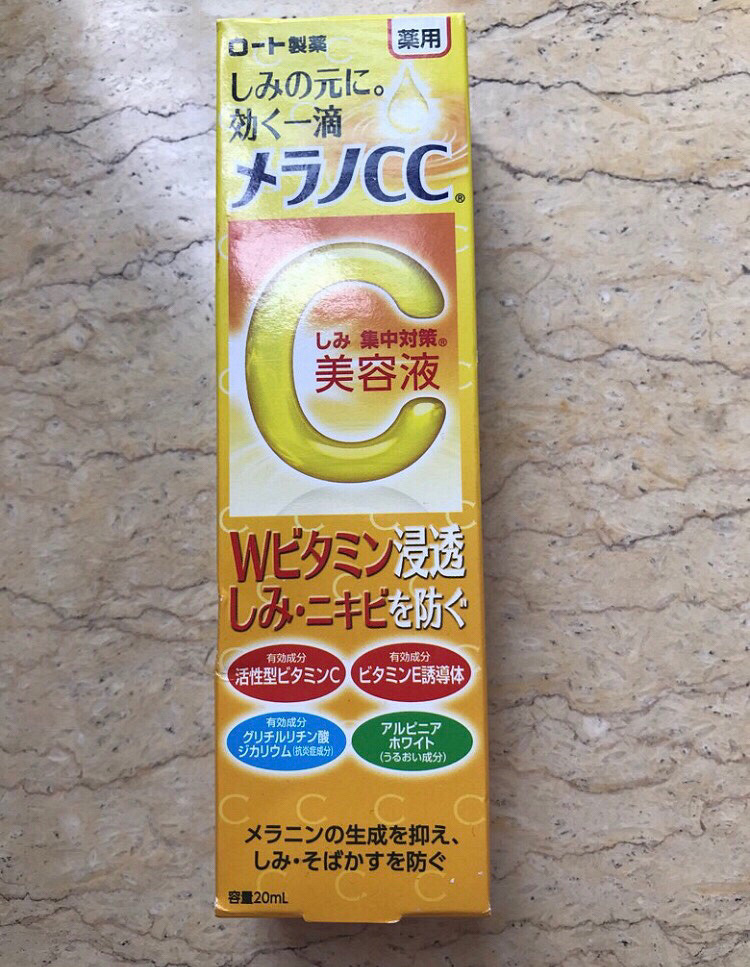 ロート製薬
薬用
しみの元に。
効く一滴
メラノCC®
しみ 集中対策®
美容液
Wビタミン浸透
しみ・ニキビを防ぐ
有効成分
活性型ビタミンC
有効成分
ビタミンE誘導体
有効成分
グリチルリチン酸
ジカリウム(抗炎症成分)
アルピニア
ホワイト
(うるおい成分)
メラニンの生成を抑え、
しみ・そばかすを防ぐ
容量20mL